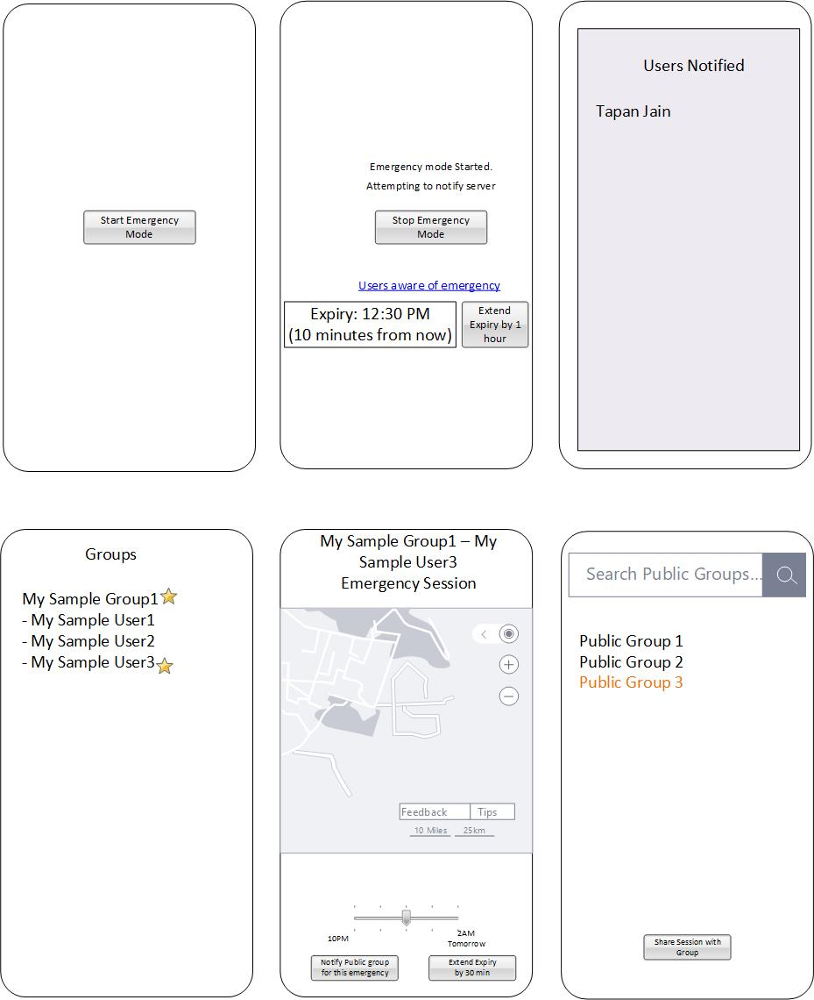 Start Emergency
Mode
Emergency mode Started.
Attempting to notify server
Stop Emergency
Mode
Users aware of emergency
Expiry: 12:30 PM
(10 minutes from now)
Extend
Expiry by 1
hour
Users Notified
Tapan Jain
Groups
My Sample Group1
- My Sample User1
- My Sample User2
- My Sample User3
My Sample Group1 – My
Sample User3
Emergency Session
Feedback
Tips
10 Miles
25km
10PM
2AM
Tomorrow
Notify Public group
for this emergency
Extend Expiry
by 30 min
Search Public Groups...
Public Group 1
Public Group 2
Public Group 3
Share Session with
Group